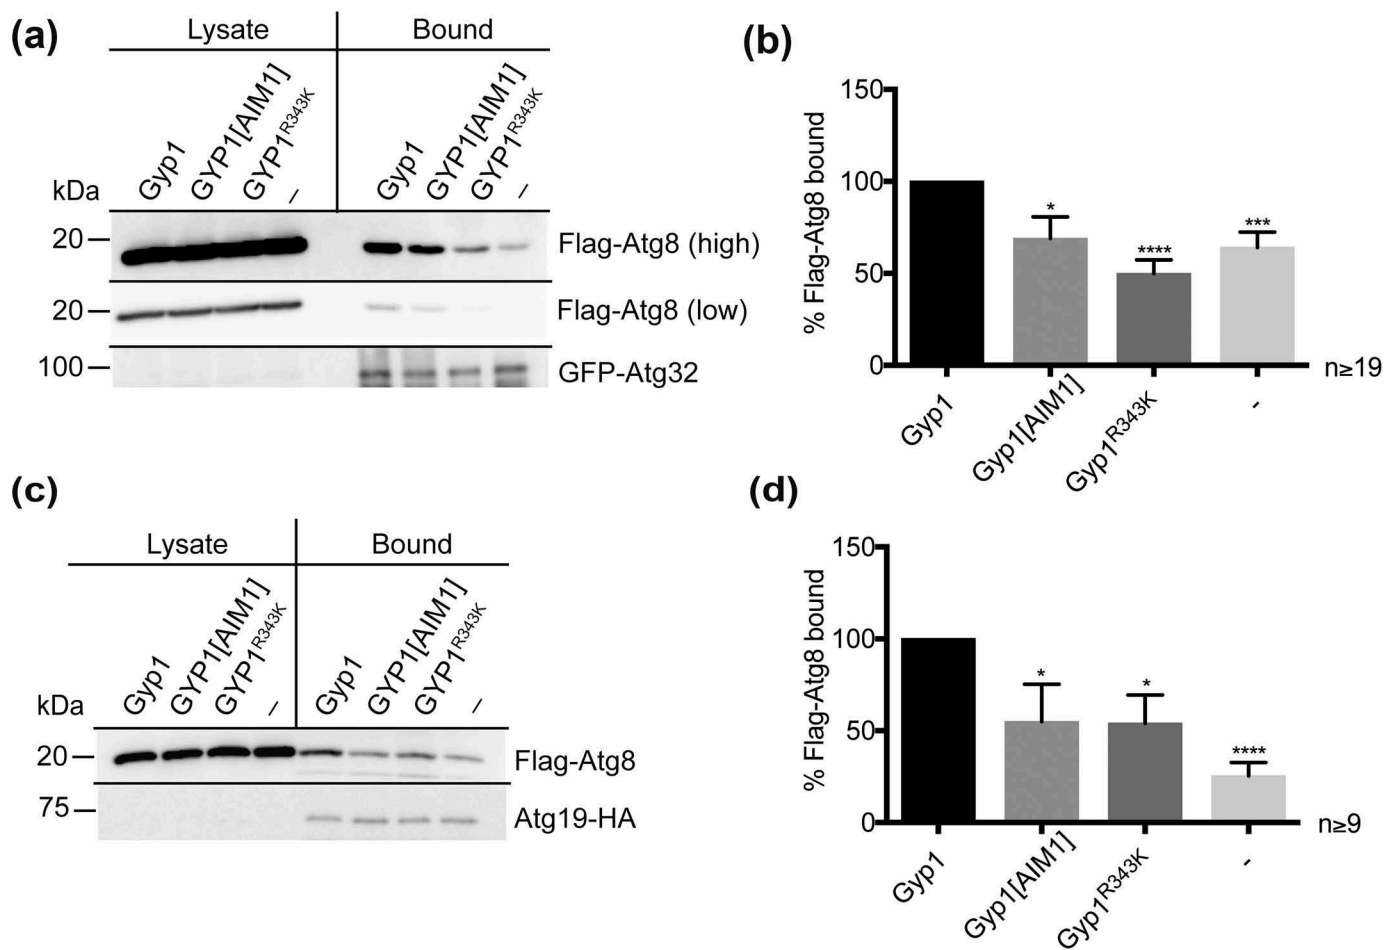 (a)
Lysate
Bound
Gyp1
GYP1[AIM1]
GYP1R343K
–
Gyp1
GYP1[AIM1]
GYP1R343K
–
kDa
20
Flag-Atg8 (high)
20
Flag-Atg8 (low)
100
GFP-Atg32
(b)
150
100
50
0
% Flag-Atg8 bound
*
****
***
n≥19
Gyp1
Gyp1[AIM1]
Gyp1R343K
-
(c)
Lysate
Bound
Gyp1
GYP1[AIM1]
GYP1R343K
–
Gyp1
GYP1[AIM1]
GYP1R343K
–
kDa
20
Flag-Atg8
75
Atg19-HA
(d)
150
100
50
0
% Flag-Atg8 bound
*
*
****
n≥9
Gyp1
Gyp1[AIM1]
Gyp1R343K
-